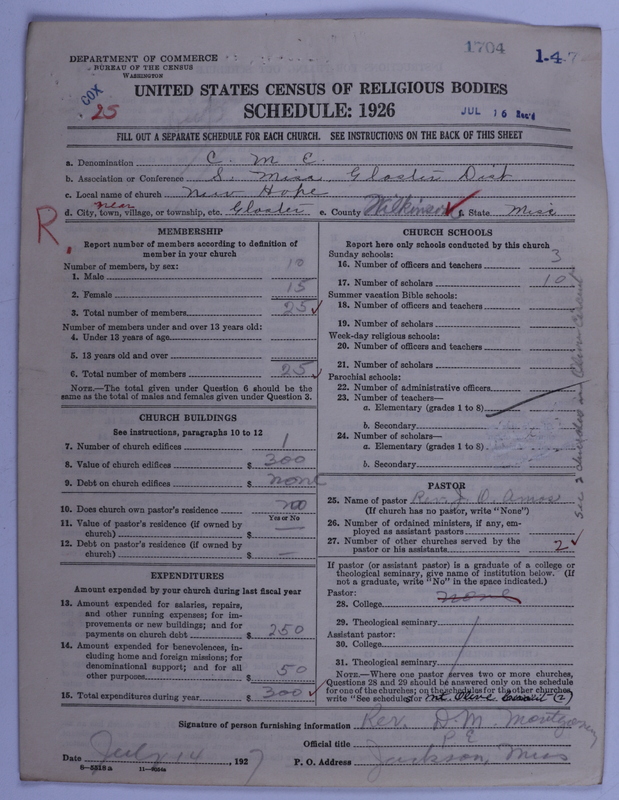 1704
1-47
DEPARTMENT OF COMMERCE
BUREAU OF THE CENSUS
WASHINGTON
COX
25
UNITED STATES CENSUS OF RELIGIOUS BODIES
SCHEDULE: 1926
JUL 16 Rec'd
FILL OUT A SEPARATE SCHEDULE FOR EACH CHURCH. SEE INSTRUCTIONS ON THE BACK OF THIS SHEET
a. Denomination C. M. E.
b. Association or Conference S. Miss. Gloster Dist
c. Local name of church New Hope
near
d. City, town, village, or township, etc. Gloster e. County Wilkinson f. State Miss
R.
MEMBERSHIP
Report number of members according to definition of
member in your church
Number of members, by sex:
1. Male 10
2. Female 15
3. Total number of members 25
Number of members under and over 13 years old:
4. Under 13 years of age
5. 13 years old and over
6. Total number of members 25
NOTE.—The total given under Question 6 should be the
same as the total of males and females given under Question 3.
CHURCH BUILDINGS
See instructions, paragraphs 10 to 12
7. Number of church edifices 1
8. Value of church edifices $ 300
9. Debt on church edifices $ none
10. Does church own pastor's residence? no
Yes or No
11. Value of pastor's residence (if owned by
church) $ —
12. Debt on pastor's residence (if owned by
church) $ —
EXPENDITURES
Amount expended by your church during last fiscal year
13. Amount expended for salaries, repairs,
and other running expenses; for im-
provements or new buildings; and for
payments on church debt $ 250
14. Amount expended for benevolences, in-
cluding home and foreign missions; for
denominational support; and for all
other purposes $ 50
15. Total expenditures during year $ 300
CHURCH SCHOOLS
Report here only schools conducted by this church
Sunday schools:
16. Number of officers and teachers 3
17. Number of scholars 10
Summer vacation Bible schools:
18. Number of officers and teachers
19. Number of scholars
Week-day religious schools:
20. Number of officers and teachers
21. Number of scholars
Parochial schools:
22. Number of administrative officers
23. Number of teachers—
a. Elementary (grades 1 to 8)
b. Secondary
24. Number of scholars—
a. Elementary (grades 1 to 8)
b. Secondary
See 2 churches in Olive Circuit
PASTOR
25. Name of pastor Rev. J. O. Amos
(If church has no pastor, write "None")
26. Number of ordained ministers, if any, em-
ployed as assistant pastors
27. Number of other churches served by the
pastor or his assistants 2
If pastor (or assistant pastor) is a graduate of a college or
theological seminary, give name of institution below. (If
not a graduate, write "No" in the space indicated.)
Pastor:
28. College none
29. Theological seminary
Assistant pastor:
30. College
31. Theological seminary
NOTE.—Where one pastor serves two or more churches,
Questions 28 and 29 should be answered only on the schedule
for one of the churches; on the schedules for the other churches,
write "See schedule for Mt. Olive Circuit (2)
Signature of person furnishing information Rev. D. M. Montgomery
Official title P. E.
Date July 14, 1927 P. O. Address Jackson, Miss
8-5318a